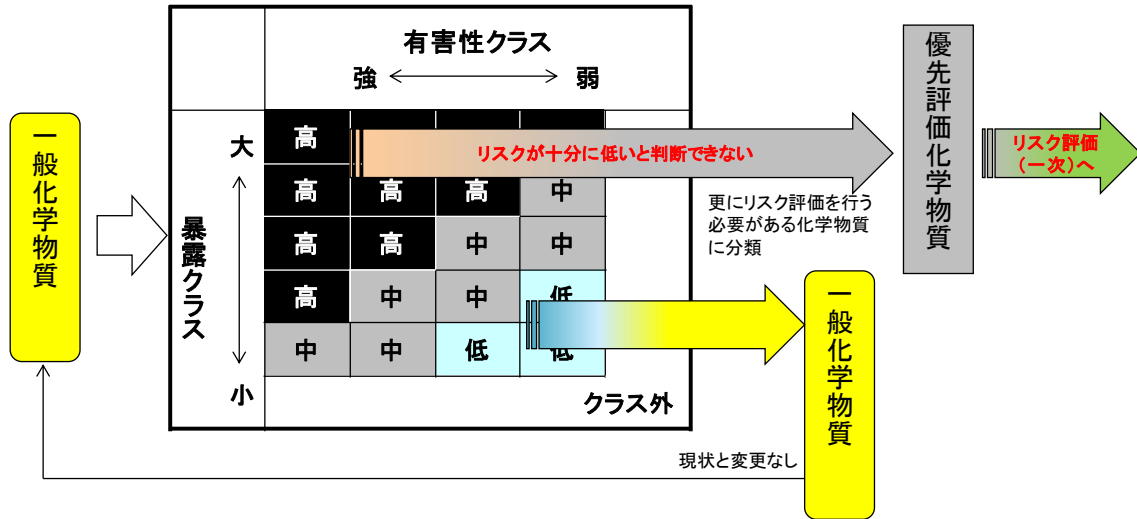 有害性クラス
強 弱
一般化学物質
暴露クラス
大
小
高
高 高 高 中
高 高 中 中
高 中 中 低
中 中 低 低
クラス外
リスクが十分に低いと判断できない
更にリスク評価を行う
必要がある化学物質
に分類
優先評価化学物質
リスク評価
(一次)へ
一般化学物質
現状と変更なし